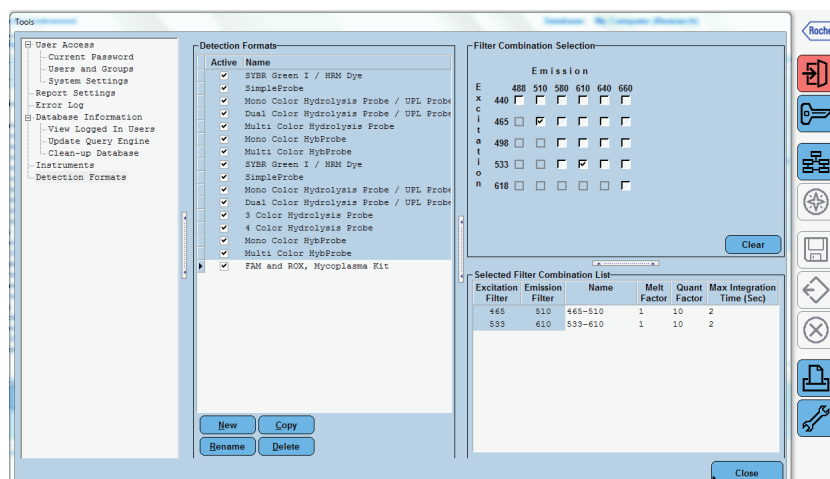 Tools
User Access
Current Password
Users and Groups
System Settings
Report Settings
Error Log
Database Information
View Logged In Users
Update Query Engine
Clean-up Database
Instruments
Detection Formats
Detection Formats
Active Name
SYBR Green I / HRM Dye
SimpleProbe
Mono Color Hydrolysis Probe / UPL Probe
Dual Color Hydrolysis Probe / UPL Probe
Multi Color Hydrolysis Probe
Mono Color HybProbe
Multi Color HybProbe
SYBR Green I / HRM Dye
SimpleProbe
Mono Color Hydrolysis Probe / UPL Probe
Dual Color Hydrolysis Probe / UPL Probe
3 Color Hydrolysis Probe
4 Color Hydrolysis Probe
Mono Color HybProbe
Multi Color HybProbe
FAM and ROX, Mycoplasma Kit
New Copy
Rename Delete
Filter Combination Selection
Emission
Excitation
488 510 580 610 640 660
440
465
498
533
618
Clear
Selected Filter Combination List
Excitation Filter Emission Filter Name Melt Factor Quant Factor Max Integration Time (Sec)
465 510 465-510 1 10 2
533 610 533-610 1 10 2
Close
Roche